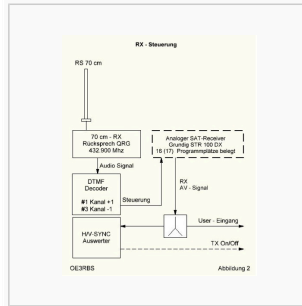 RX - Steuerung
RS 70 cm
70 cm - RX
Rücksprech QRG
432.900 Mhz
Analoger SAT-Receiver
Grundig STR 100 DX
16 (17) Programmplätze belegt
Audio Signal
DTMF
Decoder
#1 Kanal +1
#3 Kanal -1
Steuerung
RX
AV - Signal
H/V-SYNC
Auswerter
User - Eingang
TX On/Off
OE3RBS
Abbildung 2